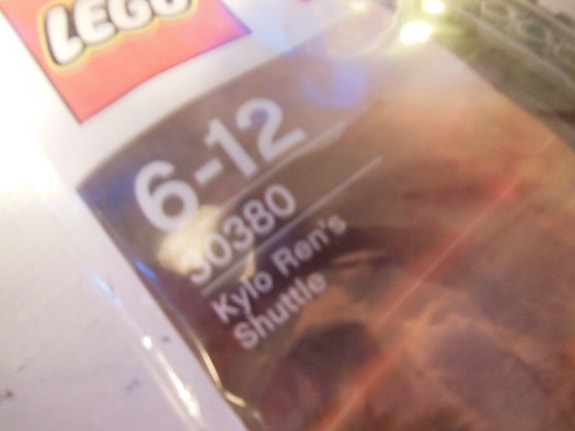 LEGO
6-12
30380
Kylo Ren's
Shuttle